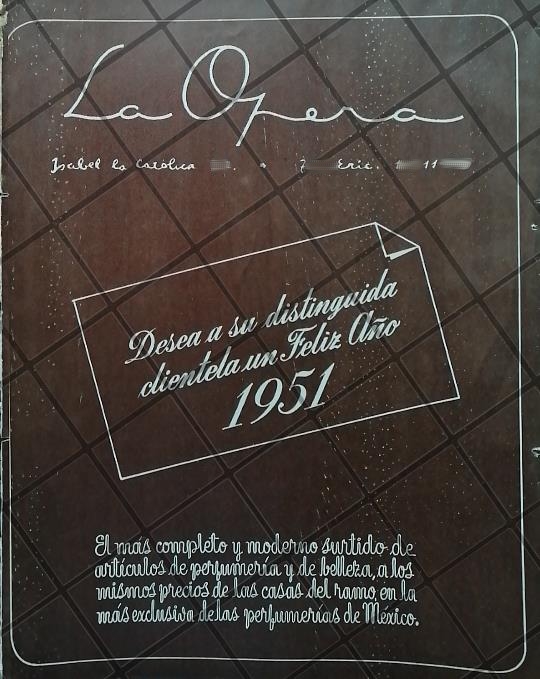 La Opera
Isabel la Católica
Desea a su distinguida
clientela un Feliz Año
1951
El más completo y moderno surtido de
artículos de perfumería y de belleza, a los
mismos precios de las casas del ramo, en la
más exclusiva de las perfumerías de México.